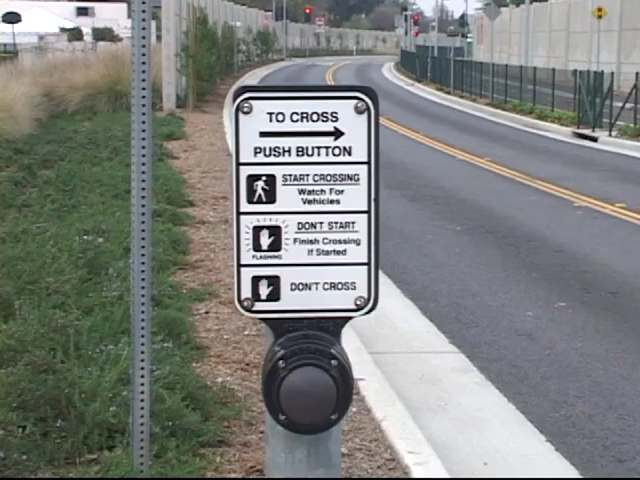 TO CROSS
PUSH BUTTON
START CROSSING
Watch For
Vehicles
DON'T START
Finish Crossing
If Started
FLASHING
DON'T CROSS